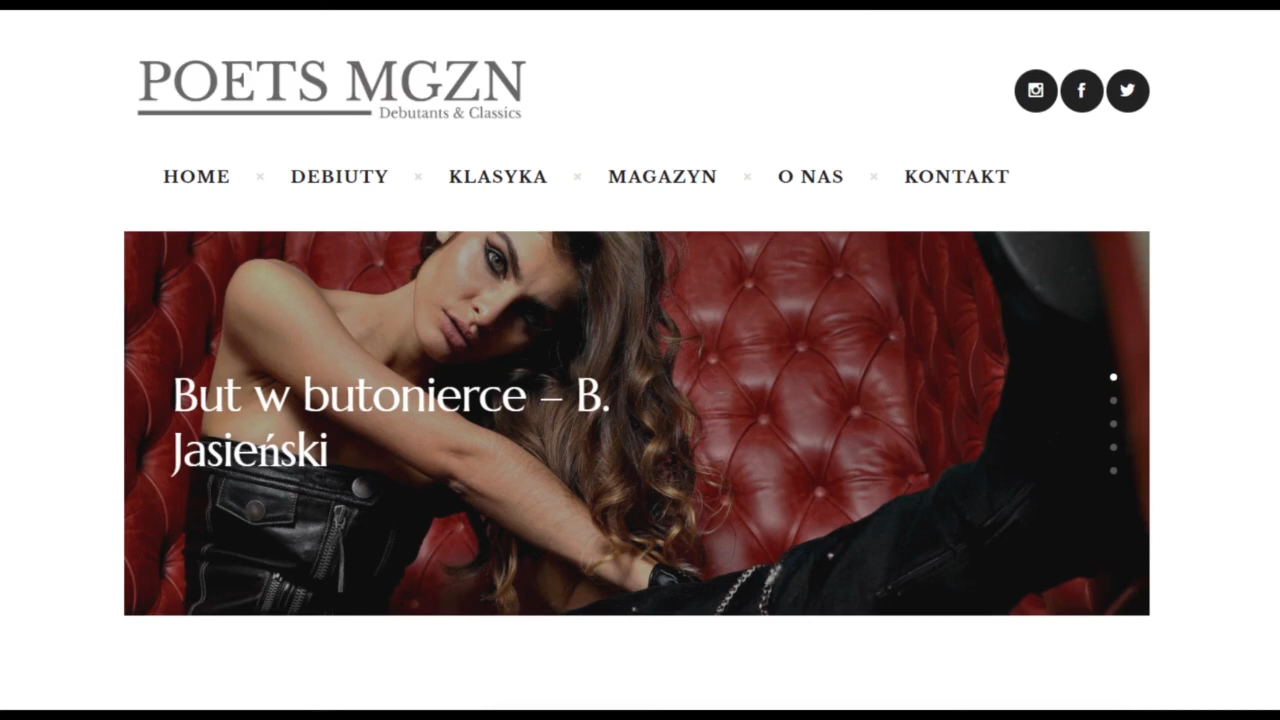 POETS MGZN
Debutants & Classics
HOME × DEBIUTY × KLASYKA × MAGAZYN × O NAS × KONTAKT
But w butonierce – B.
Jasieński